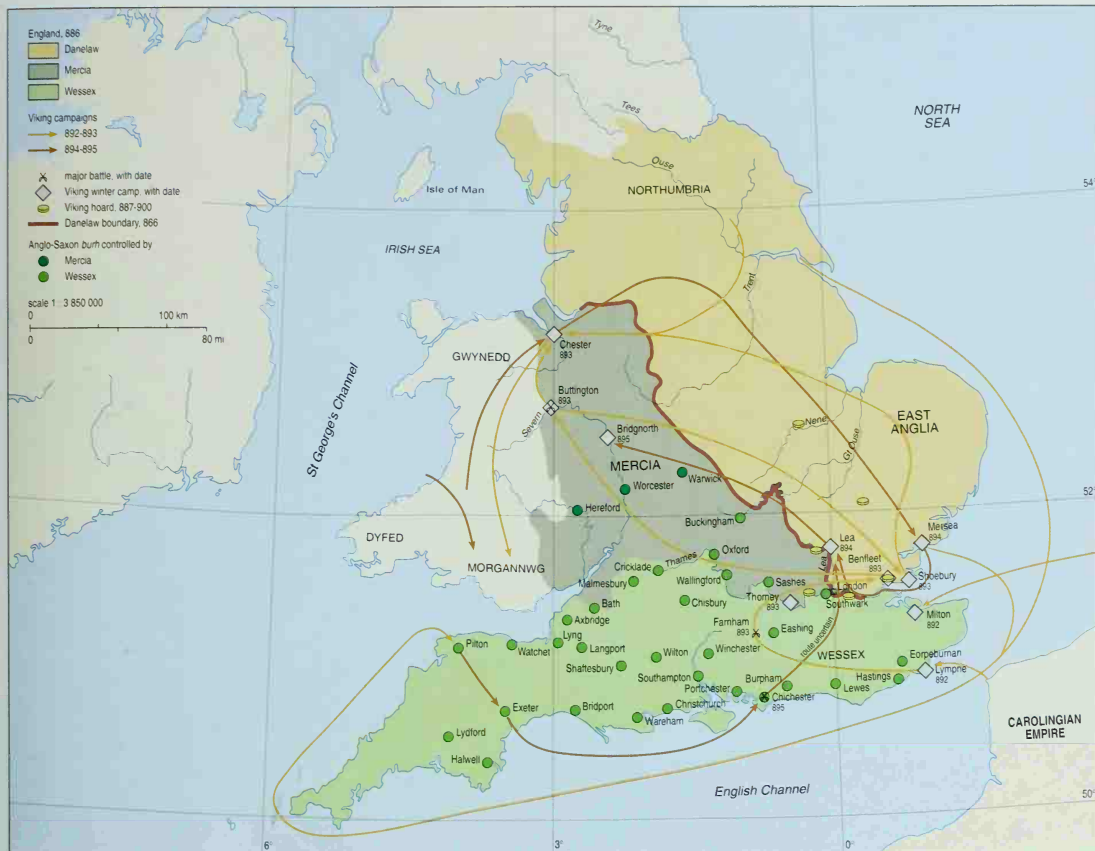 England, 886
Danelaw
Mercia
Wessex
Viking campaigns
892-893
894-895
major battle, with date
Viking winter camp, with date
Viking hoard, 887-900
Danelaw boundary, 866
Anglo-Saxon burh controlled by
Mercia
Wessex
scale 1 : 3 850 000
0 100 km
0 80 mi
Tyne
Tees
NORTH
SEA
Ouse
NORTHUMBRIA
54°
Isle of Man
IRISH SEA
Trent
GWYNEDD
Chester
893
St George's Channel
Buttington
893
Severn
Bridgnorth
895
Nene
Gt Ouse
EAST
ANGLIA
MERCIA
Warwick
Worcester
Hereford
52°
Buckingham
DYFED
MORGANNWG
Lea
894
Mersea
894
Benfleet
893
Shoebury
893
Lea
London
Southwark
Oxford
Thames
Cricklade
Malmesbury
Wallingford
Sashes
Thorney
893
Chisbury
Milton
892
Bath
Axbridge
Farnham
893
Eashing
route uncertain
WESSEX
Eorpeburnan
Lympne
892
Pilton
Watchet
Lyng
Langport
Wilton
Winchester
Shaftesbury
Southampton
Portchester
Burpham
Lewes
Hastings
Chichester
895
Exeter
Bridport
Christchurch
Wareham
Lydford
Halwell
CAROLINGIAN
EMPIRE
English Channel
50°
6°
3°
0°